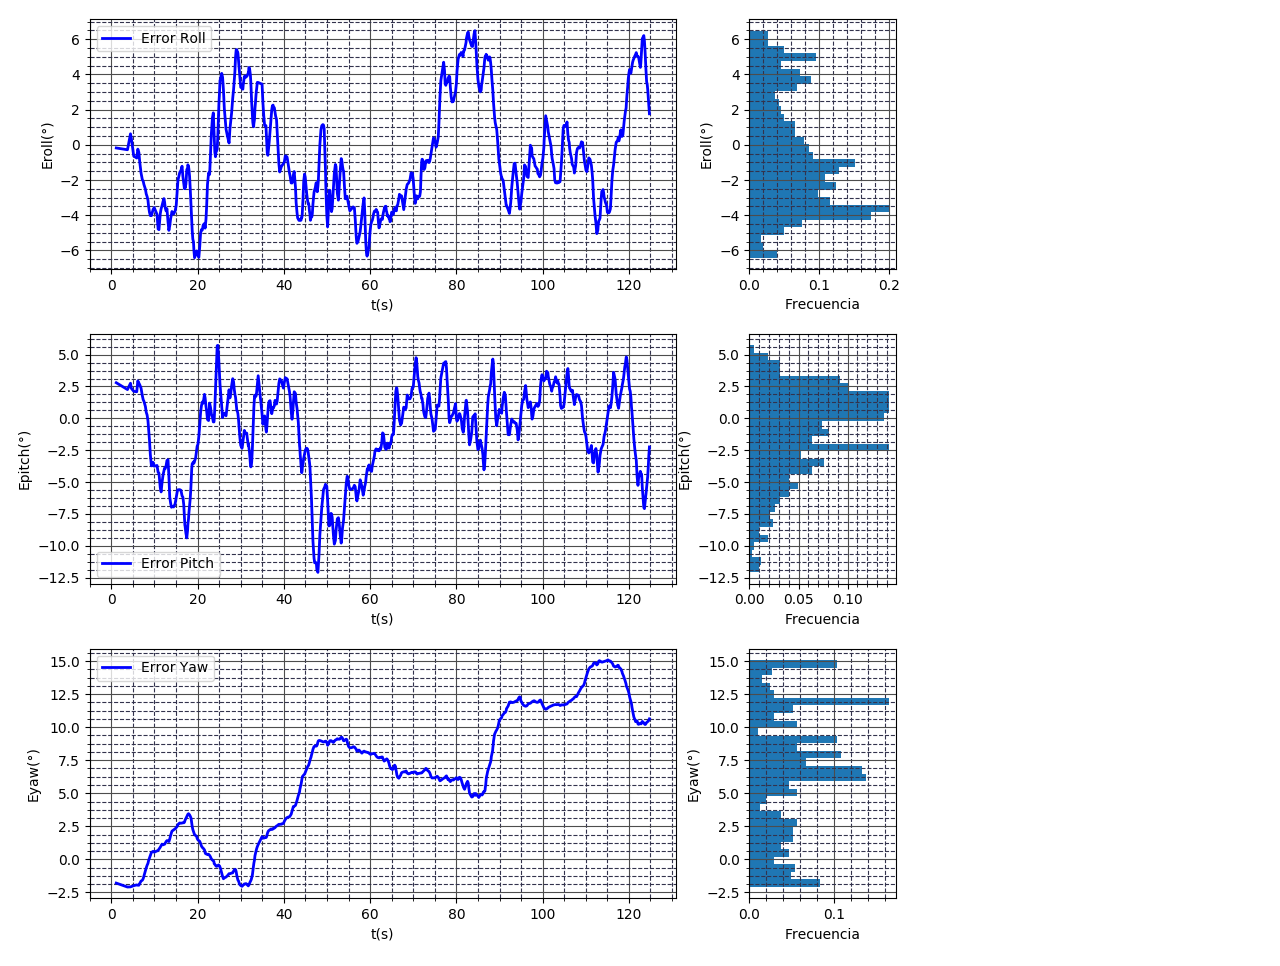 Error Roll
Eroll(°)
6
4
2
0
−2
−4
−6
0 20 40 60 80 100 120
t(s)
Eroll(°)
6
4
2
0
−2
−4
−6
0.0 0.1 0.2
Frecuencia
Error Pitch
Epitch(°)
5.0
2.5
0.0
−2.5
−5.0
−7.5
−10.0
−12.5
0 20 40 60 80 100 120
t(s)
Epitch(°)
5.0
2.5
0.0
−2.5
−5.0
−7.5
−10.0
−12.5
0.00 0.05 0.10
Frecuencia
Error Yaw
Eyaw(°)
15.0
12.5
10.0
7.5
5.0
2.5
0.0
−2.5
0 20 40 60 80 100 120
t(s)
Eyaw(°)
15.0
12.5
10.0
7.5
5.0
2.5
0.0
−2.5
0.0 0.1
Frecuencia